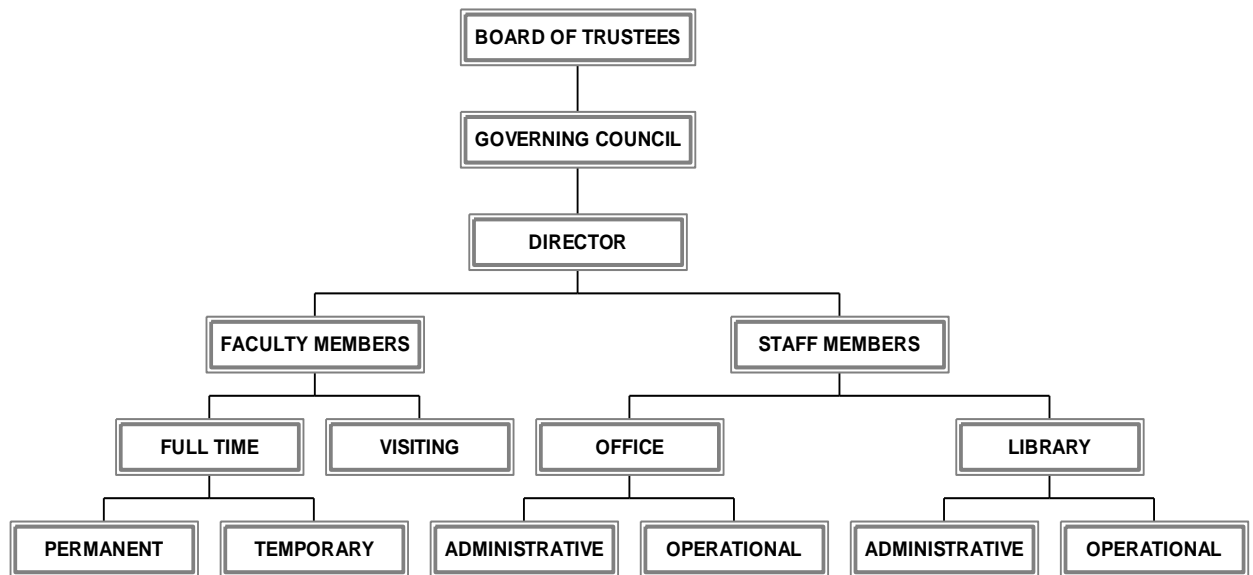 BOARD OF TRUSTEES
GOVERNING COUNCIL
DIRECTOR
FACULTY MEMBERS
STAFF MEMBERS
FULL TIME
VISITING
OFFICE
LIBRARY
PERMANENT
TEMPORARY
ADMINISTRATIVE
OPERATIONAL
ADMINISTRATIVE
OPERATIONAL